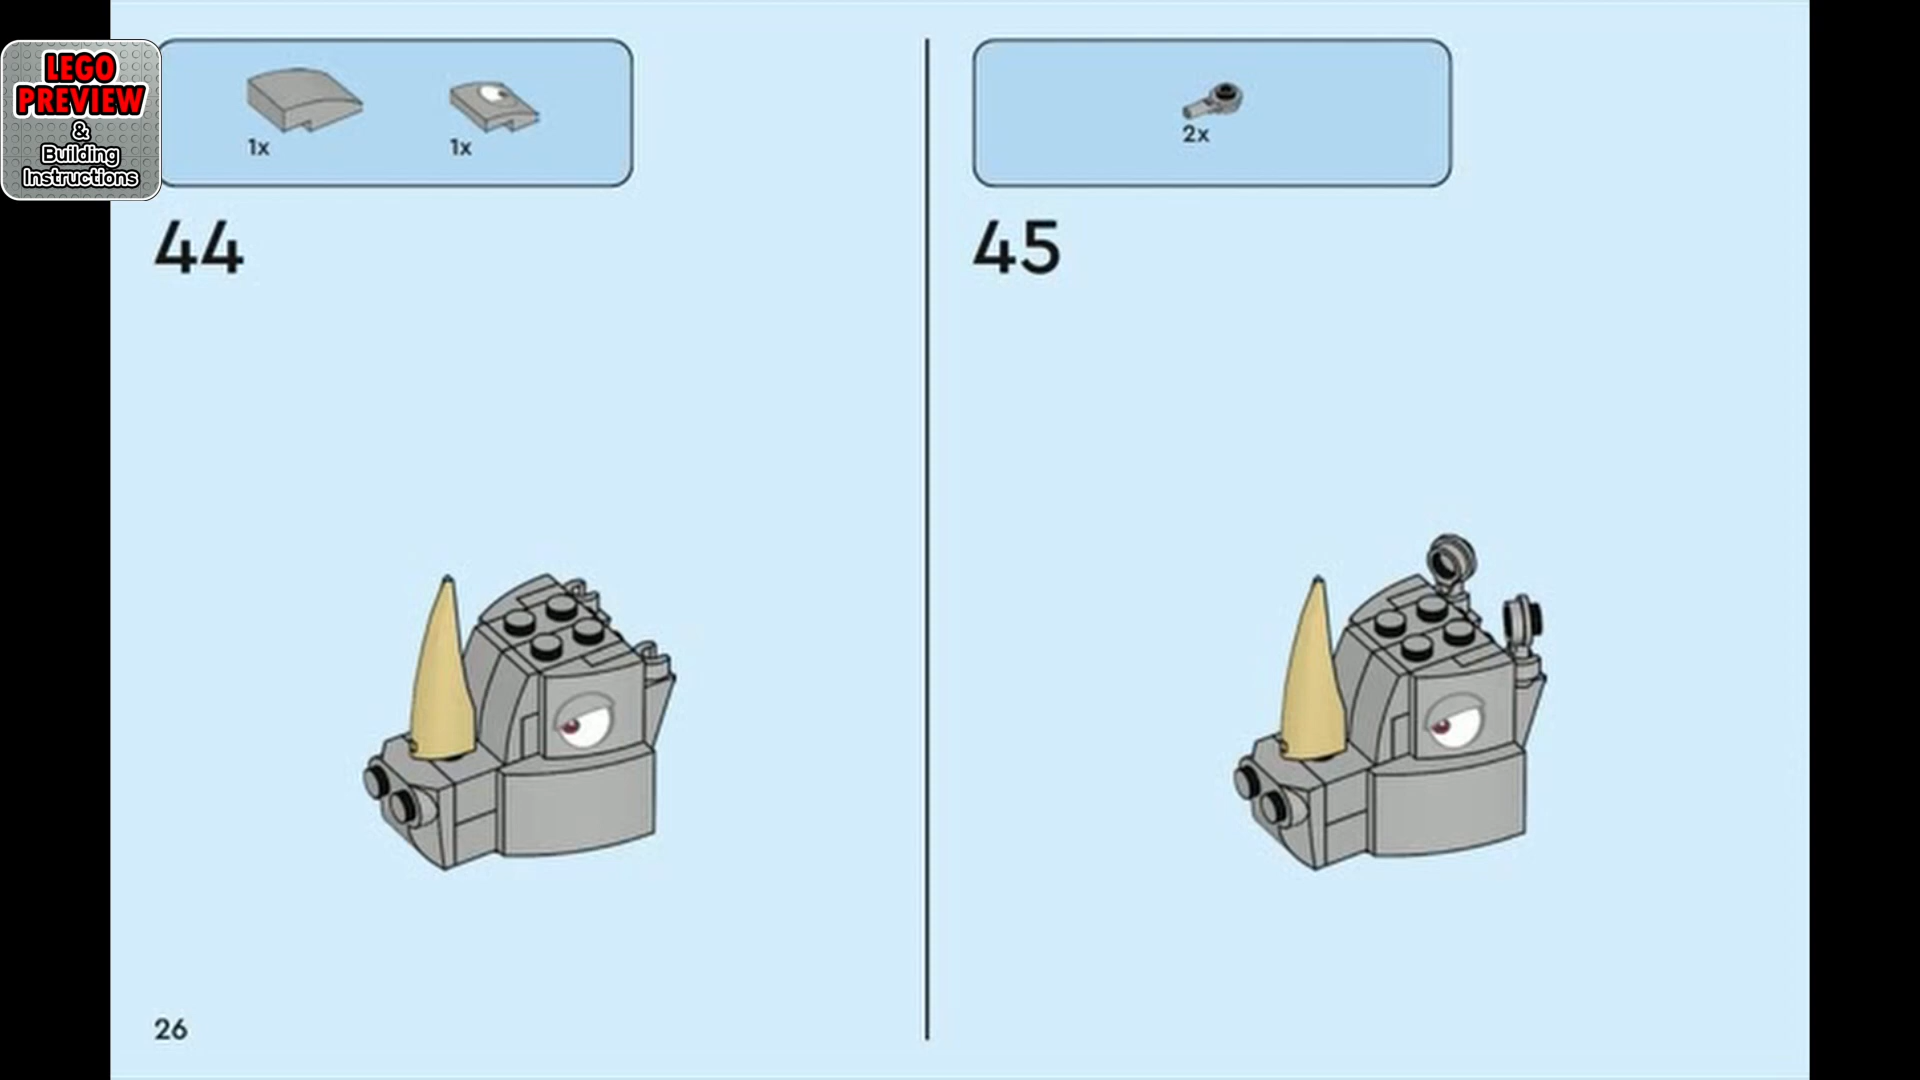 LEGO
PREVIEW
&
Building
Instructions
1x
1x
44
2x
45
26